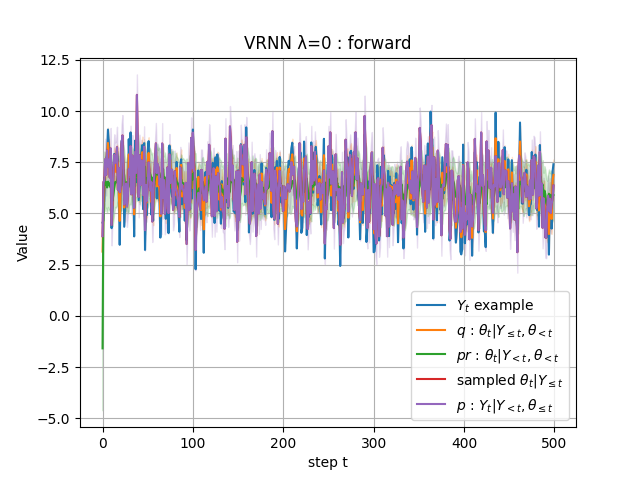 VRNN λ=0 : forward
Value
12.5
10.0
7.5
5.0
2.5
0.0
−2.5
−5.0
0
100
200
300
400
500
step t
Y_t example
q : θ_t|Y_{≤t}, θ_{<t}
pr : θ_t|Y_{<t}, θ_{<t}
sampled θ_t|Y_{≤t}
p : Y_t|Y_{<t}, θ_{≤t}